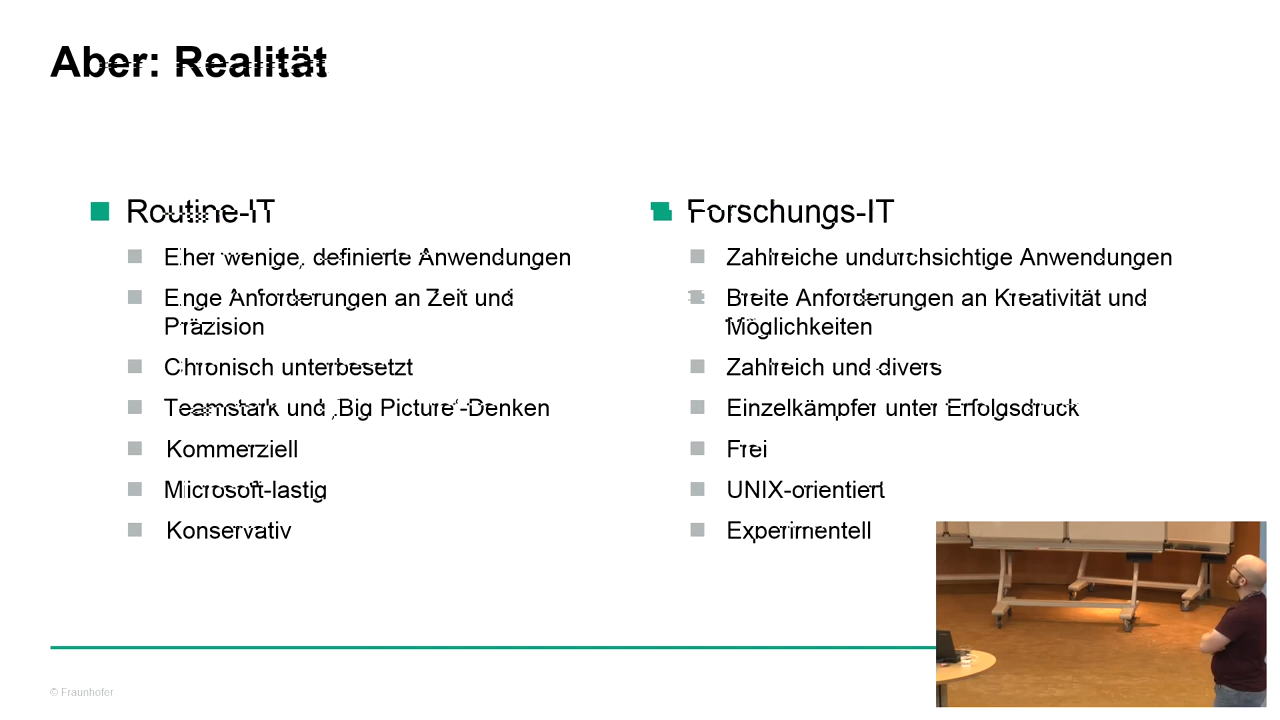 Aber: Realität
Routine-IT
Eher wenige, definierte Anwendungen
Enge Anforderungen an Zeit und
Präzision
Chronisch unterbesetzt
Teamstark und ‚Big Picture‘-Denken
Kommerziell
Microsoft-lastig
Konservativ
Forschungs-IT
Zahlreiche undurchsichtige Anwendungen
Breite Anforderungen an Kreativität und
Möglichkeiten
Zahlreich und divers
Einzelkämpfer unter Erfolgsdruck
Frei
UNIX-orientiert
Experimentell
© Fraunhofer